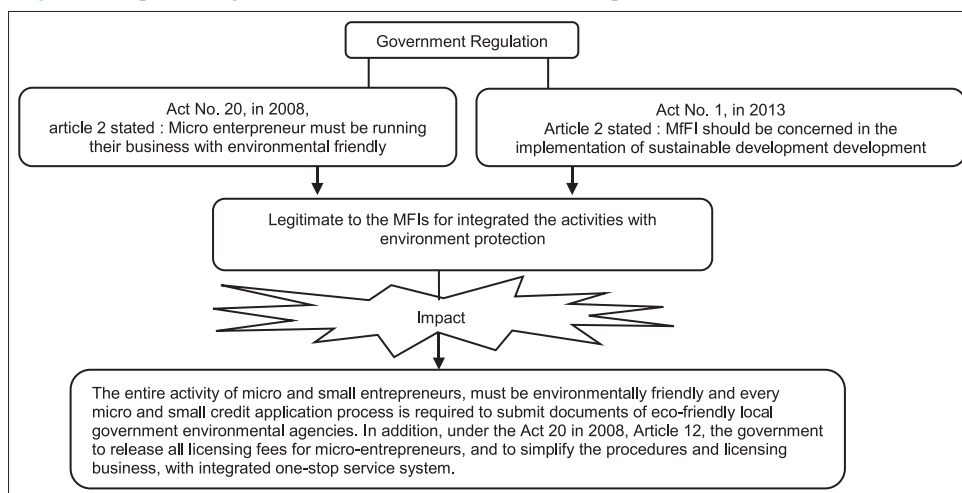 Government Regulation
Act No. 20, in 2008,
article 2 stated : Micro enterpreneur must be running
their business with environmental friendly
Act No. 1, in 2013
Article 2 stated : MfFI should be concerned in the
implementation of sustainable development development
Legitimate to the MFIs for integrated the activities with
environment protection
Impact
The entire activity of micro and small entrepreneurs, must be environmentally friendly and every
micro and small credit application process is required to submit documents of eco-friendly local
government environmental agencies. In addition, under the Act 20 in 2008, Article 12, the government
to release all licensing fees for micro-entrepreneurs, and to simplify the procedures and licensing
business, with integrated one-stop service system.